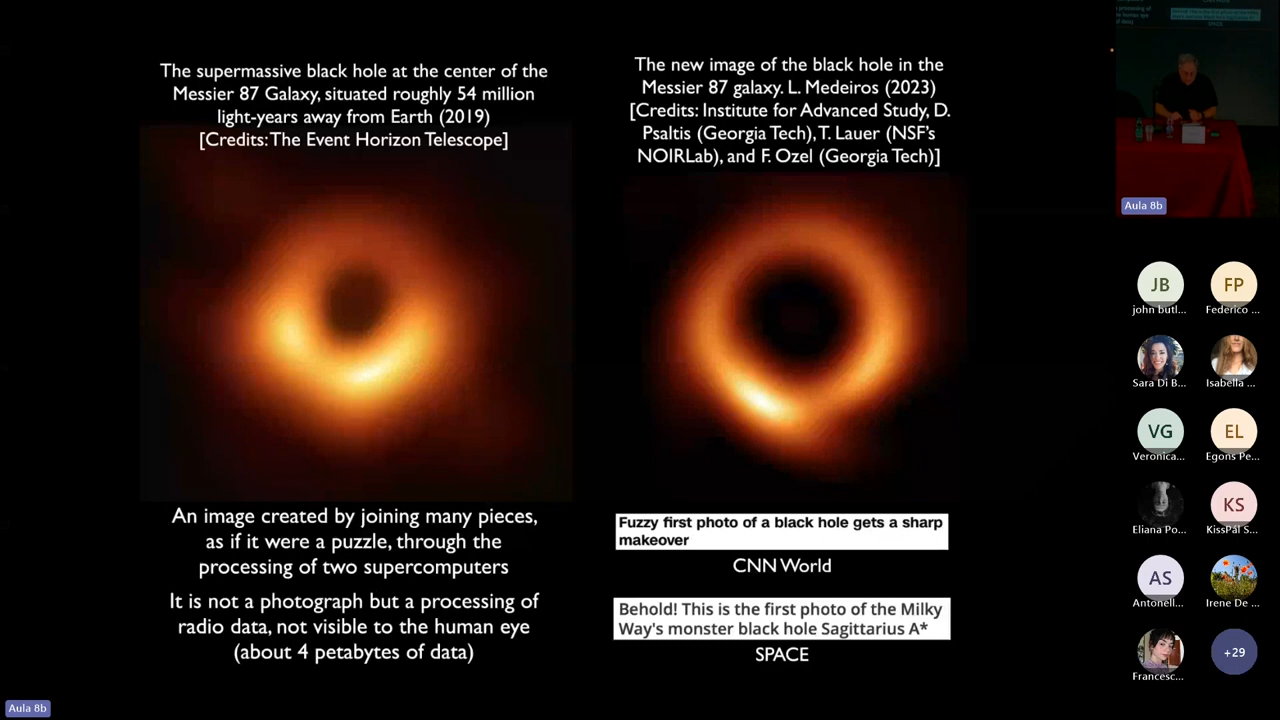 The supermassive black hole at the center of the
Messier 87 Galaxy, situated roughly 54 million
light-years away from Earth (2019)
[Credits: The Event Horizon Telescope]
An image created by joining many pieces,
as if it were a puzzle, through the
processing of two supercomputers
It is not a photograph but a processing of
radio data, not visible to the human eye
(about 4 petabytes of data)
The new image of the black hole in the
Messier 87 galaxy. L. Medeiros (2023)
[Credits: Institute for Advanced Study, D.
Psaltis (Georgia Tech), T. Lauer (NSF's
NOIRLab), and F. Ozel (Georgia Tech)]
Fuzzy first photo of a black hole gets a sharp
makeover
CNN World
Behold! This is the first photo of the Milky
Way's monster black hole Sagittarius A*
SPACE
Aula 8b
JB
john butl...
FP
Federico ...
Sara Di B...
Isabella ...
VG
Veronica...
EL
Egons Pe...
Eliana Po...
KS
KissPál S...
AS
Antonell...
Irene De ...
Francesc...
+29
Aula 8b